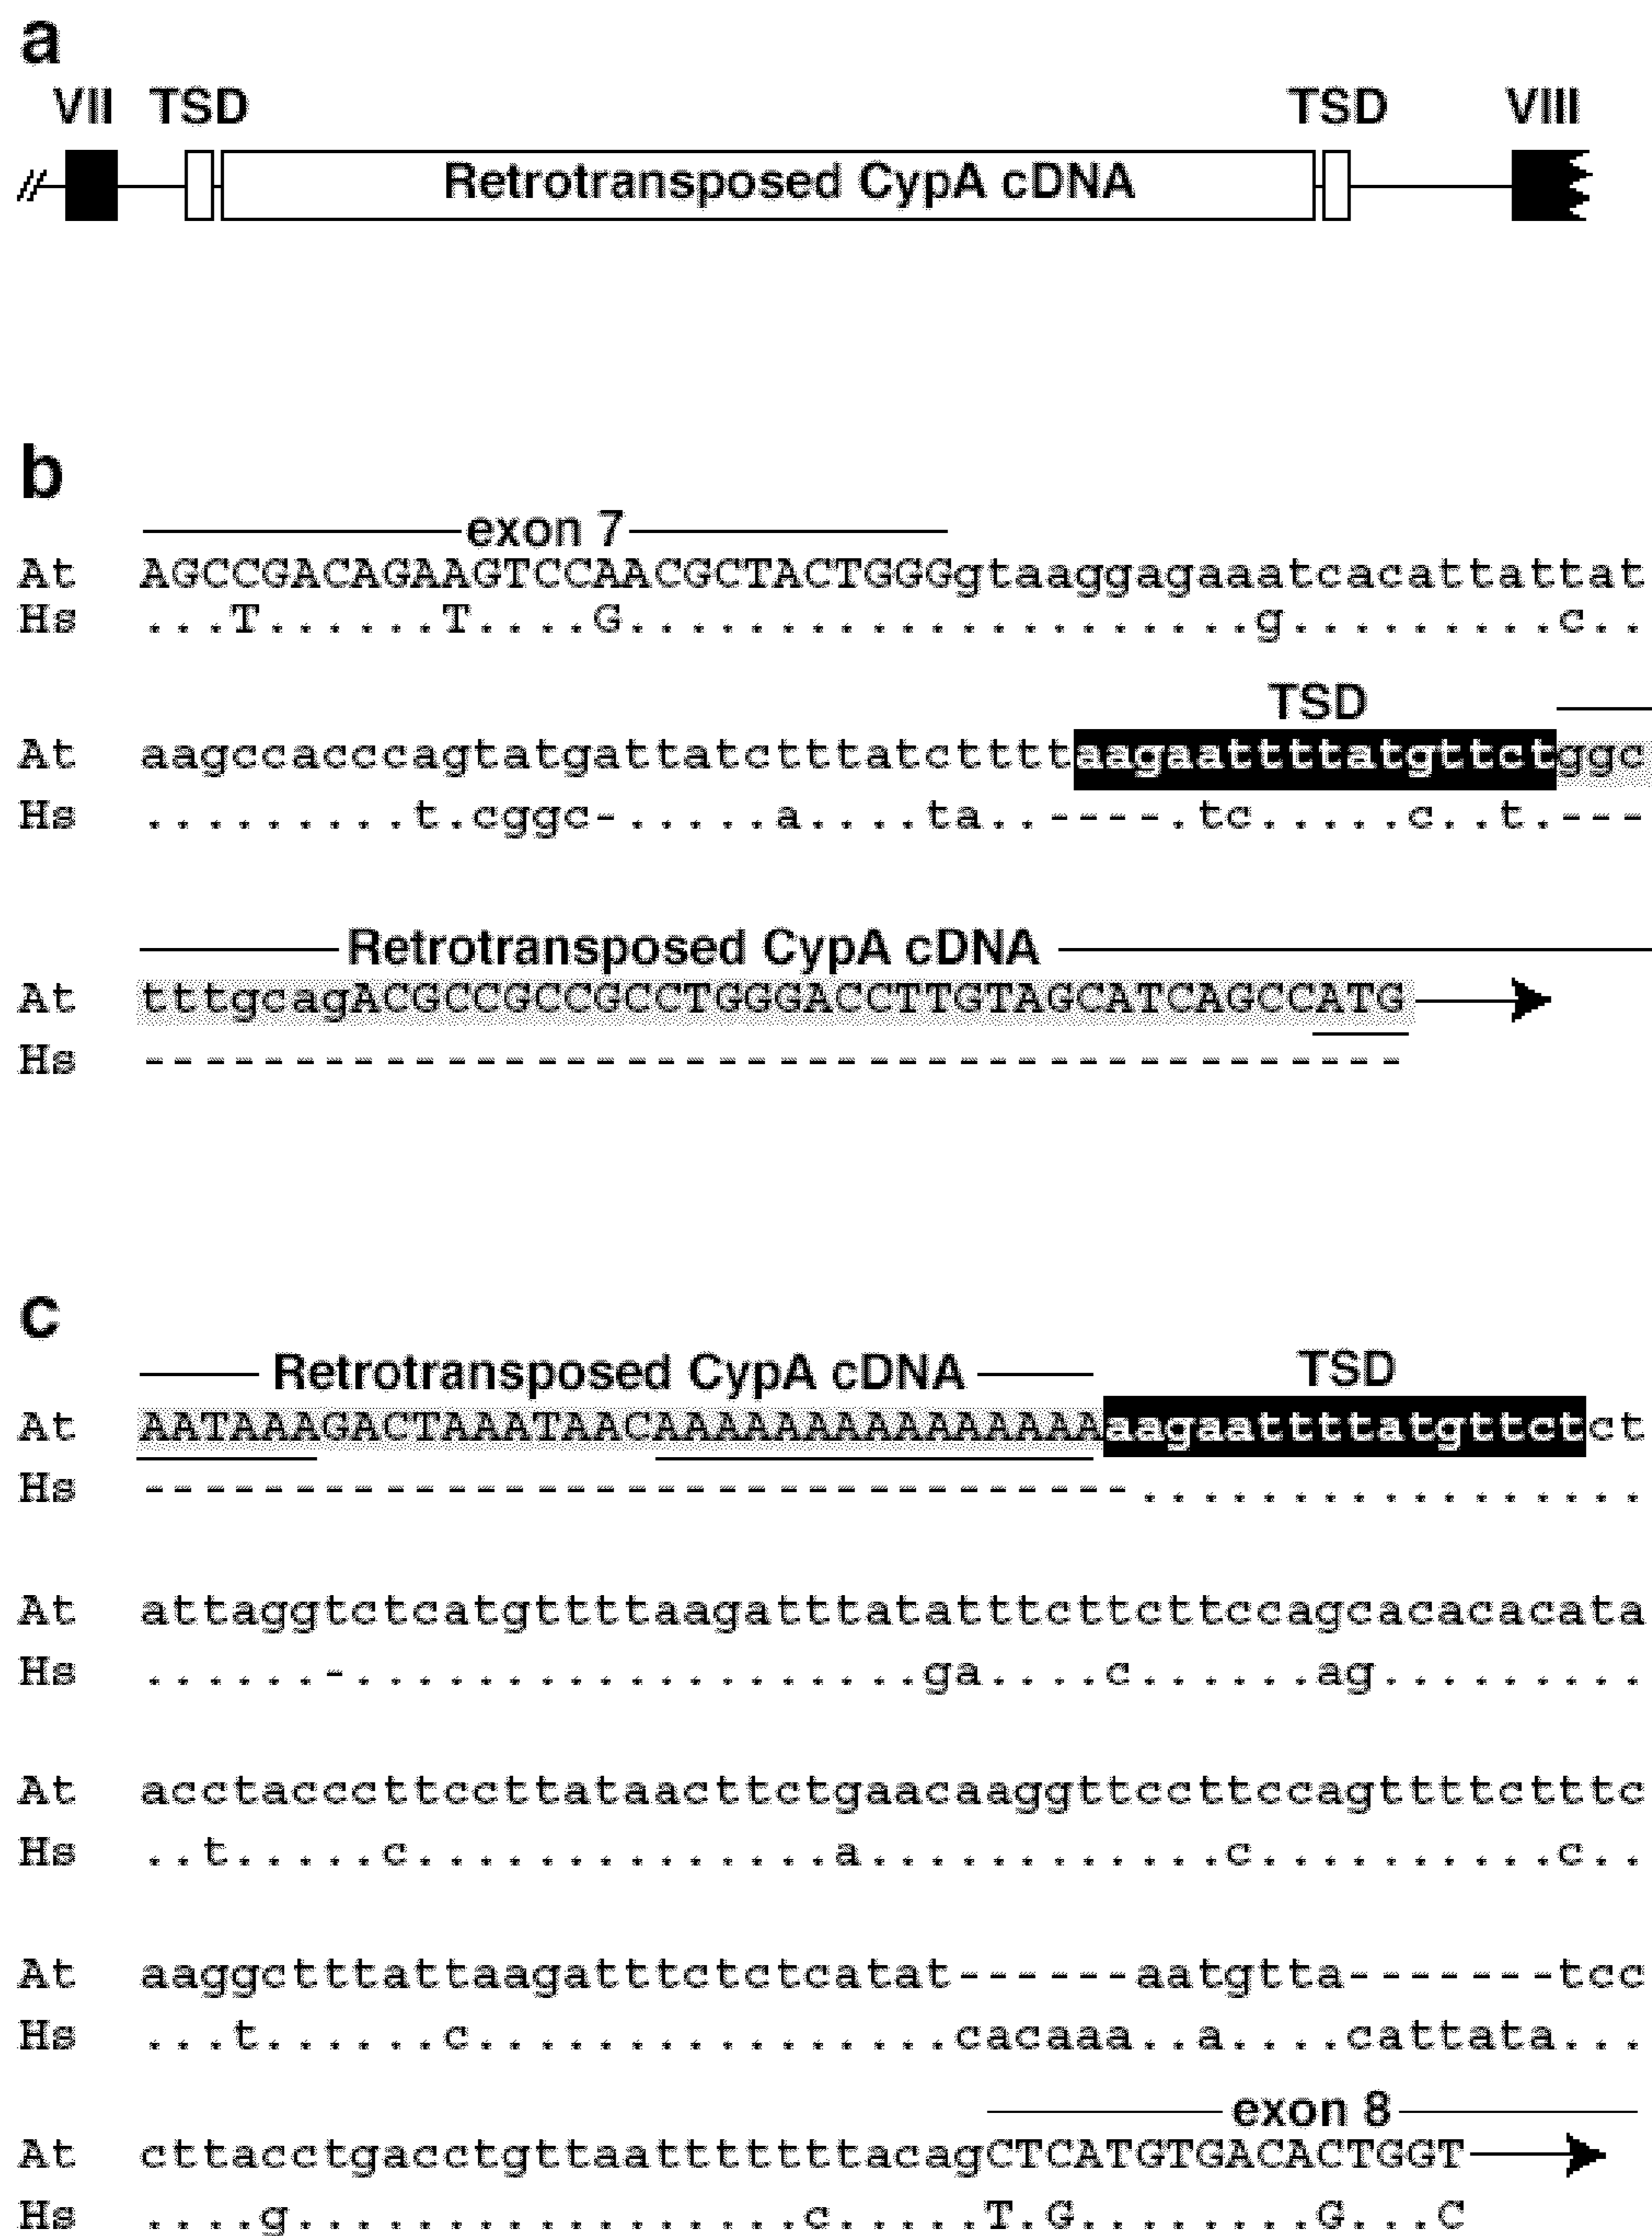 a
VII TSD TSD VIII
Retrotransposed CypA cDNA
b
exon 7
At AGCCGACAGAAGTCCAACGCTACTGGGgtaaggagaaatcacattattat
Hs ...T......T....G.....................g.........c..
TSD
At aagccacccagtatgattatctttatcttttaagaattttatgttctggc
Hs .........t.cggc-.....a....ta..----.tc.....c..t.---
Retrotransposed CypA cDNA
At tttgcagACGCCGCCGCCTGGGACCTTGTAGCATCAGCCATG
Hs ------------------------------------------
c
Retrotransposed CypA cDNA TSD
At AATAAAGACTAAATAACAAAAAAAAAAAAAAAaagaattttatgttctct
Hs ---------------------------------.................
At attaggtctcatgttttaagatttatatttcttcttccagcacacacata
Hs ......-...................ga....c......ag.........
At acctacccttccttataacttctgaacaaggttccttccagttttctttc
Hs ..t.....c..............a............c..........c..
At aaggctttattaagatttctctcatat------aatgtta-------tcc
Hs ...t......c................cacaaa..a....cattata...
exon 8
At cttacctgacctgttaatttttttacagCTCATGTGACACTGGT
Hs ....g.................c.....T.G........G...C